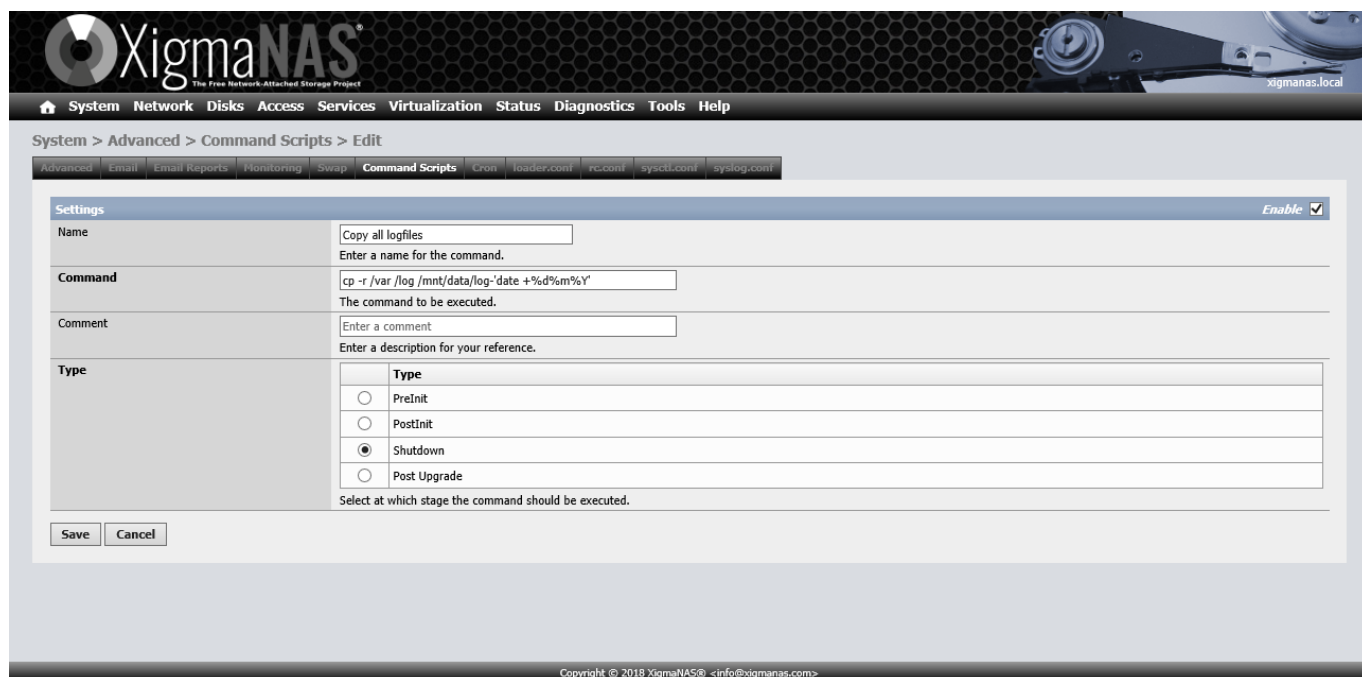 XigmaNAS®
The Free Network-Attached Storage Project
xigmanas.local
System Network Disks Access Services Virtualization Status Diagnostics Tools Help
System > Advanced > Command Scripts > Edit
Advanced Email Email Reports Monitoring Swap Command Scripts Cron loader.conf rc.conf sysctl.conf syslog.conf
Settings Enable
Name Copy all logfiles
Enter a name for the command.
Command cp -r /var /log /mnt/data/log-'date +%d%m%Y'
The command to be executed.
Comment Enter a comment
Enter a description for your reference.
Type Type
PreInit
PostInit
Shutdown
Post Upgrade
Select at which stage the command should be executed.
Save Cancel
Copyright © 2018 XigmaNAS® <info@xigmanas.com>